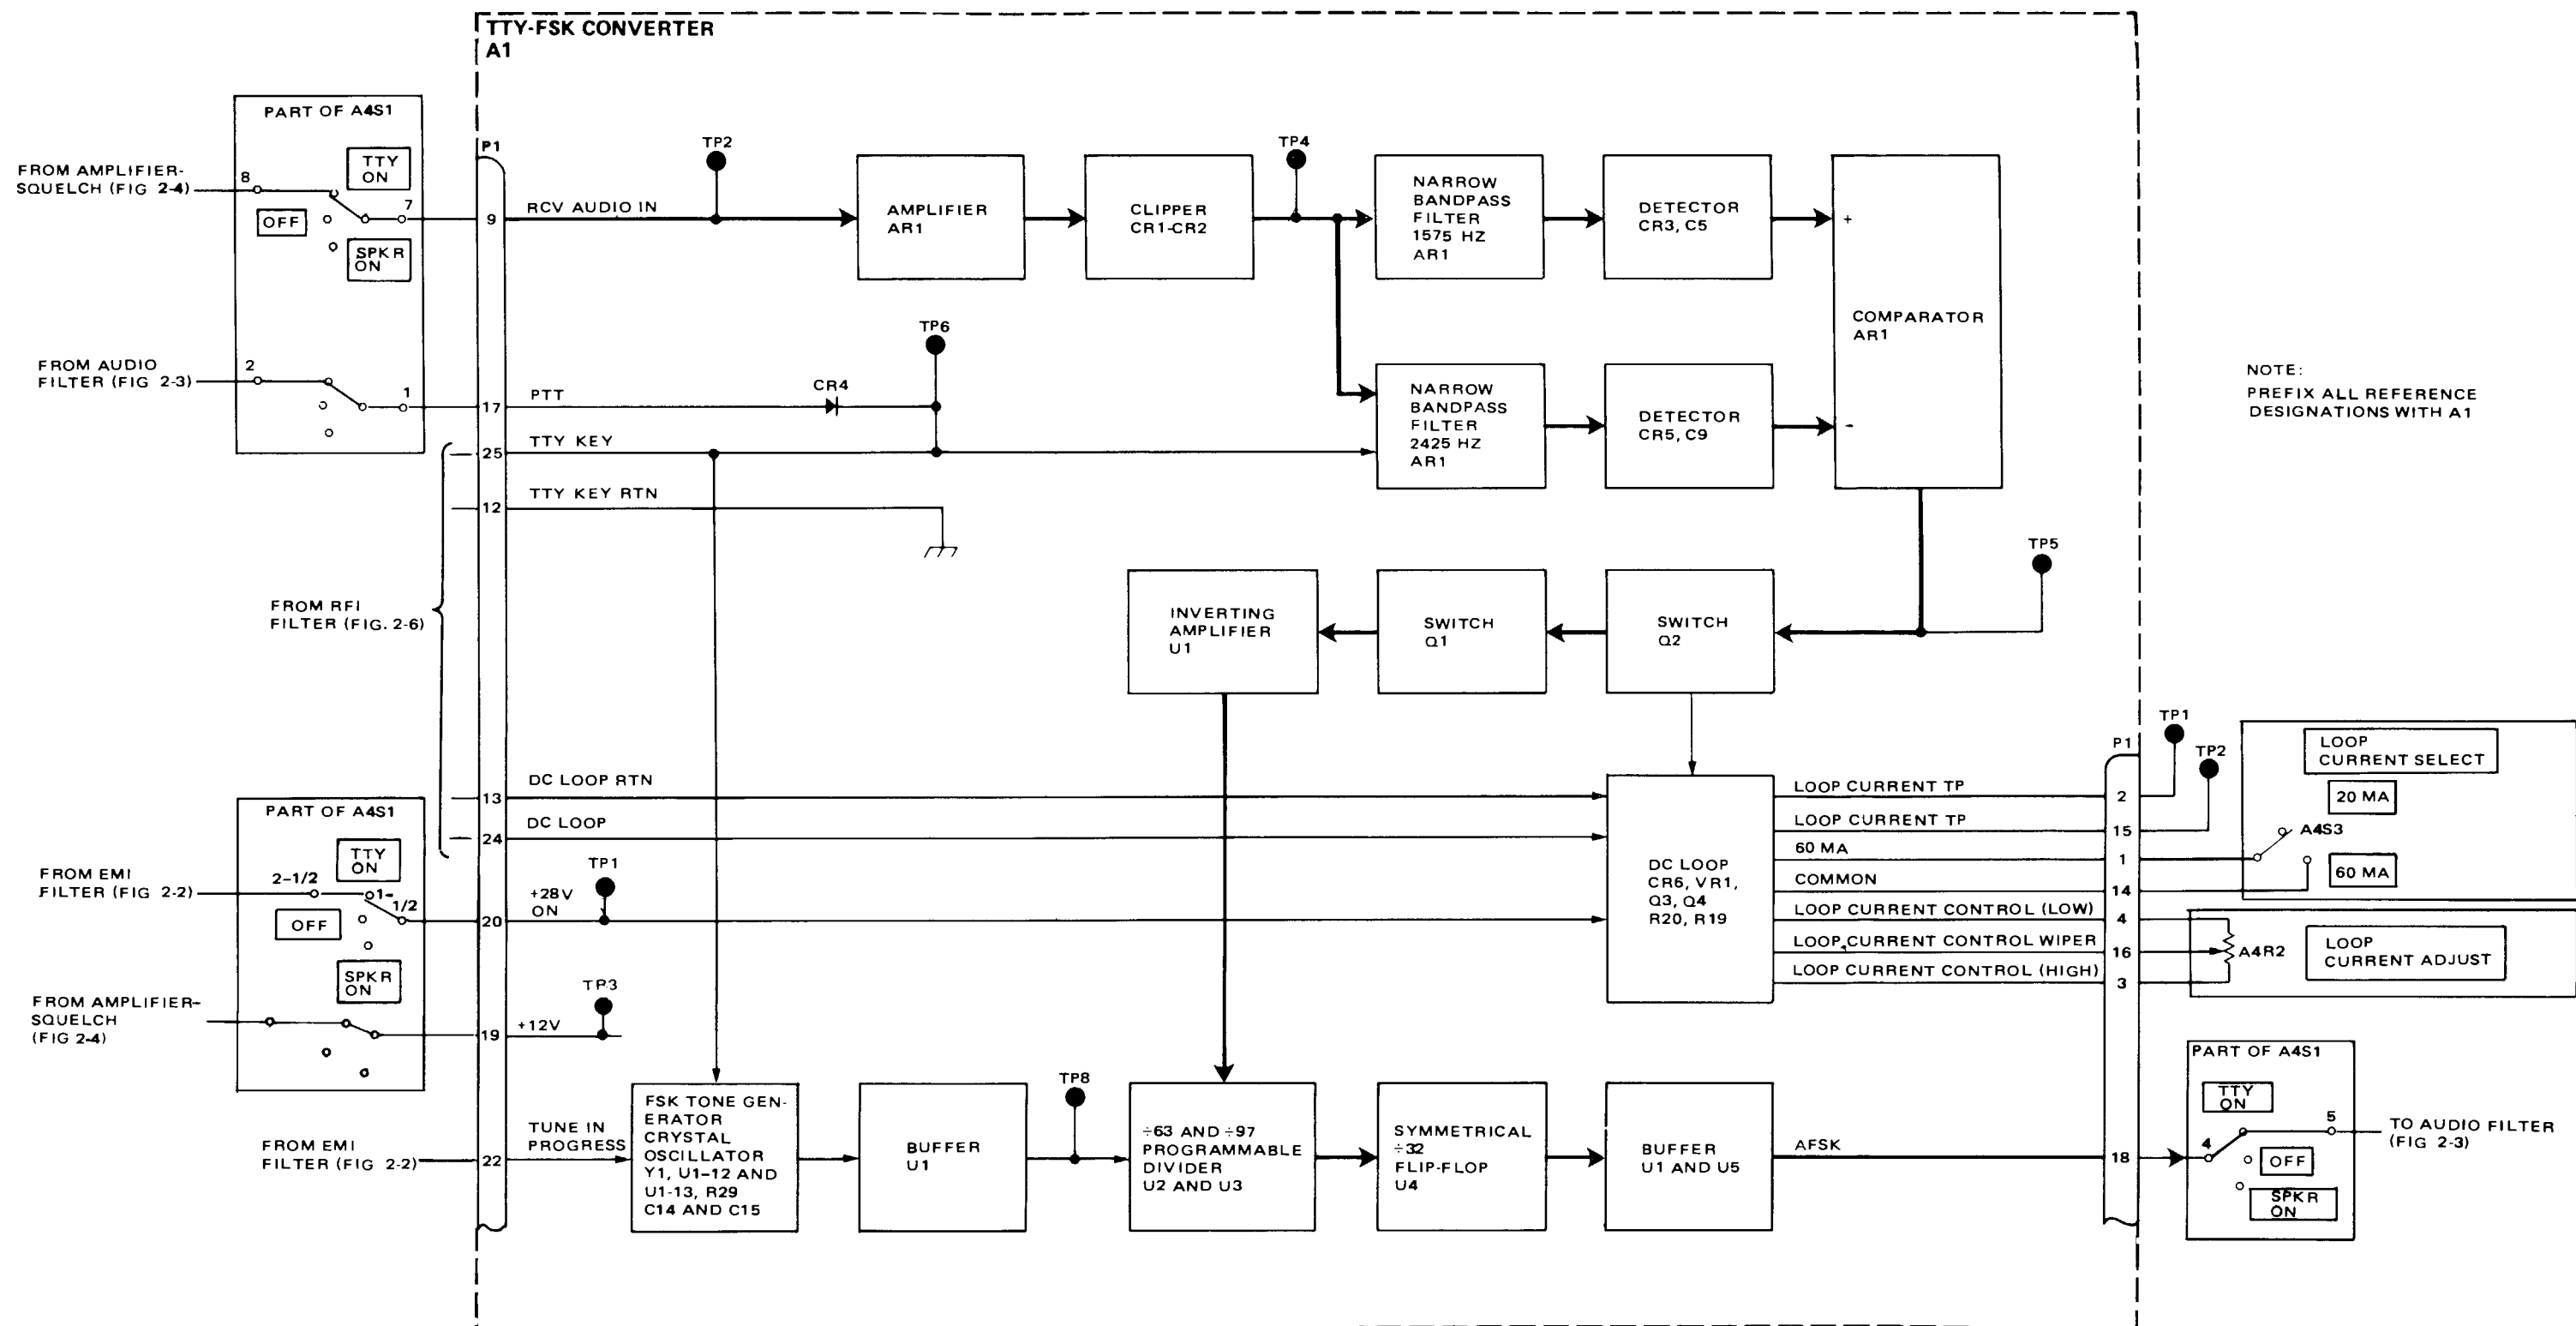 TTY-FSK CONVERTER
A1
PART OF A4S1
FROM AMPLIFIER-
SQUELCH (FIG 2-4)
8
TTY
ON
OFF
7
SPKR
ON
FROM AUDIO
FILTER (FIG 2-3)
2
1
P1
9
RCV AUDIO IN
TP2
AMPLIFIER
AR1
CLIPPER
CR1-CR2
TP4
NARROW
BANDPASS
FILTER
1575 HZ
AR1
DETECTOR
CR3, C5
+
COMPARATOR
AR1
-
17
PTT
CR4
TP6
25
TTY KEY
NARROW
BANDPASS
FILTER
2425 HZ
AR1
DETECTOR
CR5, C9
12
TTY KEY RTN
NOTE:
PREFIX ALL REFERENCE
DESIGNATIONS WITH A1
FROM RFI
FILTER (FIG. 2-6)
INVERTING
AMPLIFIER
U1
SWITCH
Q1
SWITCH
Q2
TP5
13
DC LOOP RTN
24
DC LOOP
PART OF A4S1
TTY
ON
FROM EMI
FILTER (FIG 2-2)
2-1/2
1-
1/2
OFF
SPKR
ON
20
+28V
ON
TP1
FROM AMPLIFIER-
SQUELCH
(FIG 2-4)
19
+12V
TP3
DC LOOP
CR6, VR1,
Q3, Q4
R20, R19
LOOP CURRENT TP
LOOP CURRENT TP
60 MA
COMMON
LOOP CURRENT CONTROL (LOW)
LOOP CURRENT CONTROL WIPER
LOOP CURRENT CONTROL (HIGH)
P1
2
15
1
14
4
16
3
TP1
TP2
LOOP
CURRENT SELECT
20 MA
A4S3
60 MA
A4R2
LOOP
CURRENT ADJUST
FROM EMI
FILTER (FIG 2-2)
22
TUNE IN
PROGRESS
FSK TONE GEN-
ERATOR
CRYSTAL
OSCILLATOR
Y1, U1-12 AND
U1-13, R29
C14 AND C15
BUFFER
U1
TP8
÷63 AND ÷97
PROGRAMMABLE
DIVIDER
U2 AND U3
SYMMETRICAL
÷32
FLIP-FLOP
U4
BUFFER
U1 AND U5
AFSK
18
PART OF A4S1
TTY
ON
4
5
OFF
SPKR
ON
TO AUDIO FILTER
(FIG 2-3)